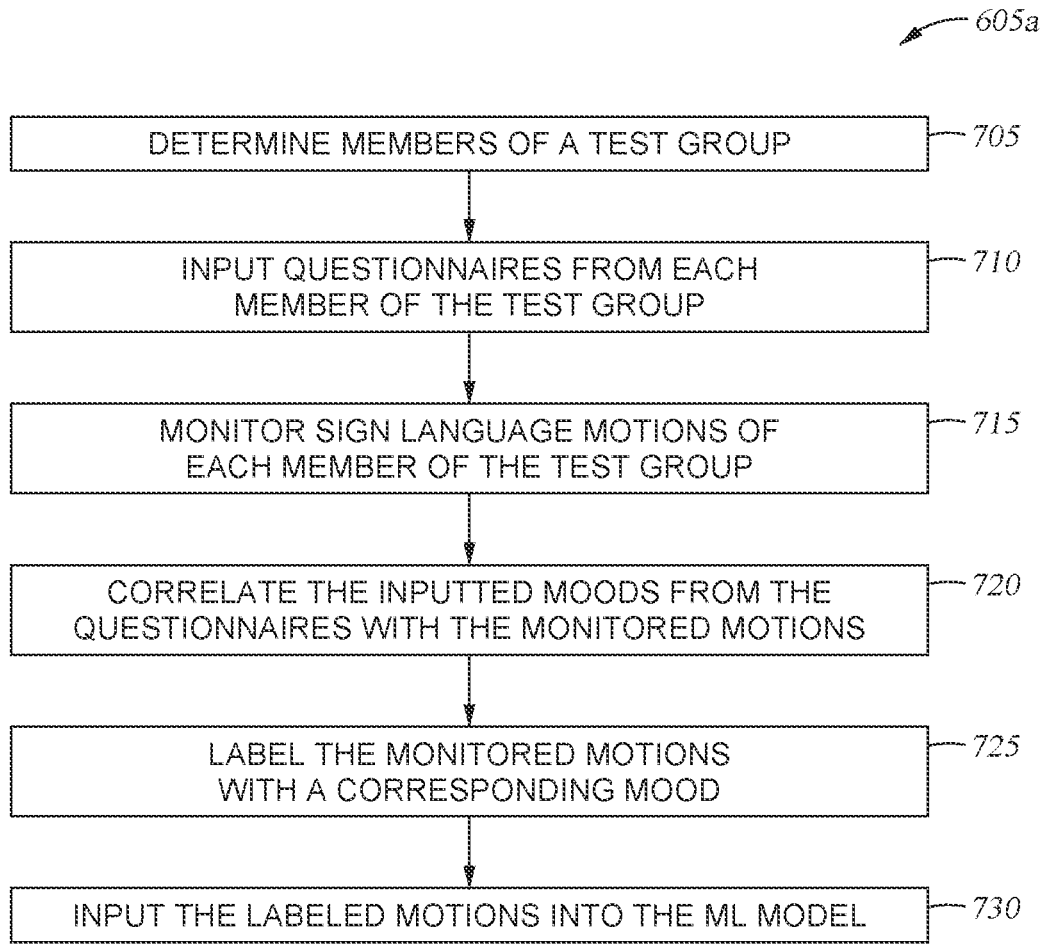 605a
DETERMINE MEMBERS OF A TEST GROUP
705
INPUT QUESTIONNAIRES FROM EACH
MEMBER OF THE TEST GROUP
710
MONITOR SIGN LANGUAGE MOTIONS OF
EACH MEMBER OF THE TEST GROUP
715
CORRELATE THE INPUTTED MOODS FROM THE
QUESTIONNAIRES WITH THE MONITORED MOTIONS
720
LABEL THE MONITORED MOTIONS
WITH A CORRESPONDING MOOD
725
INPUT THE LABELED MOTIONS INTO THE ML MODEL
730